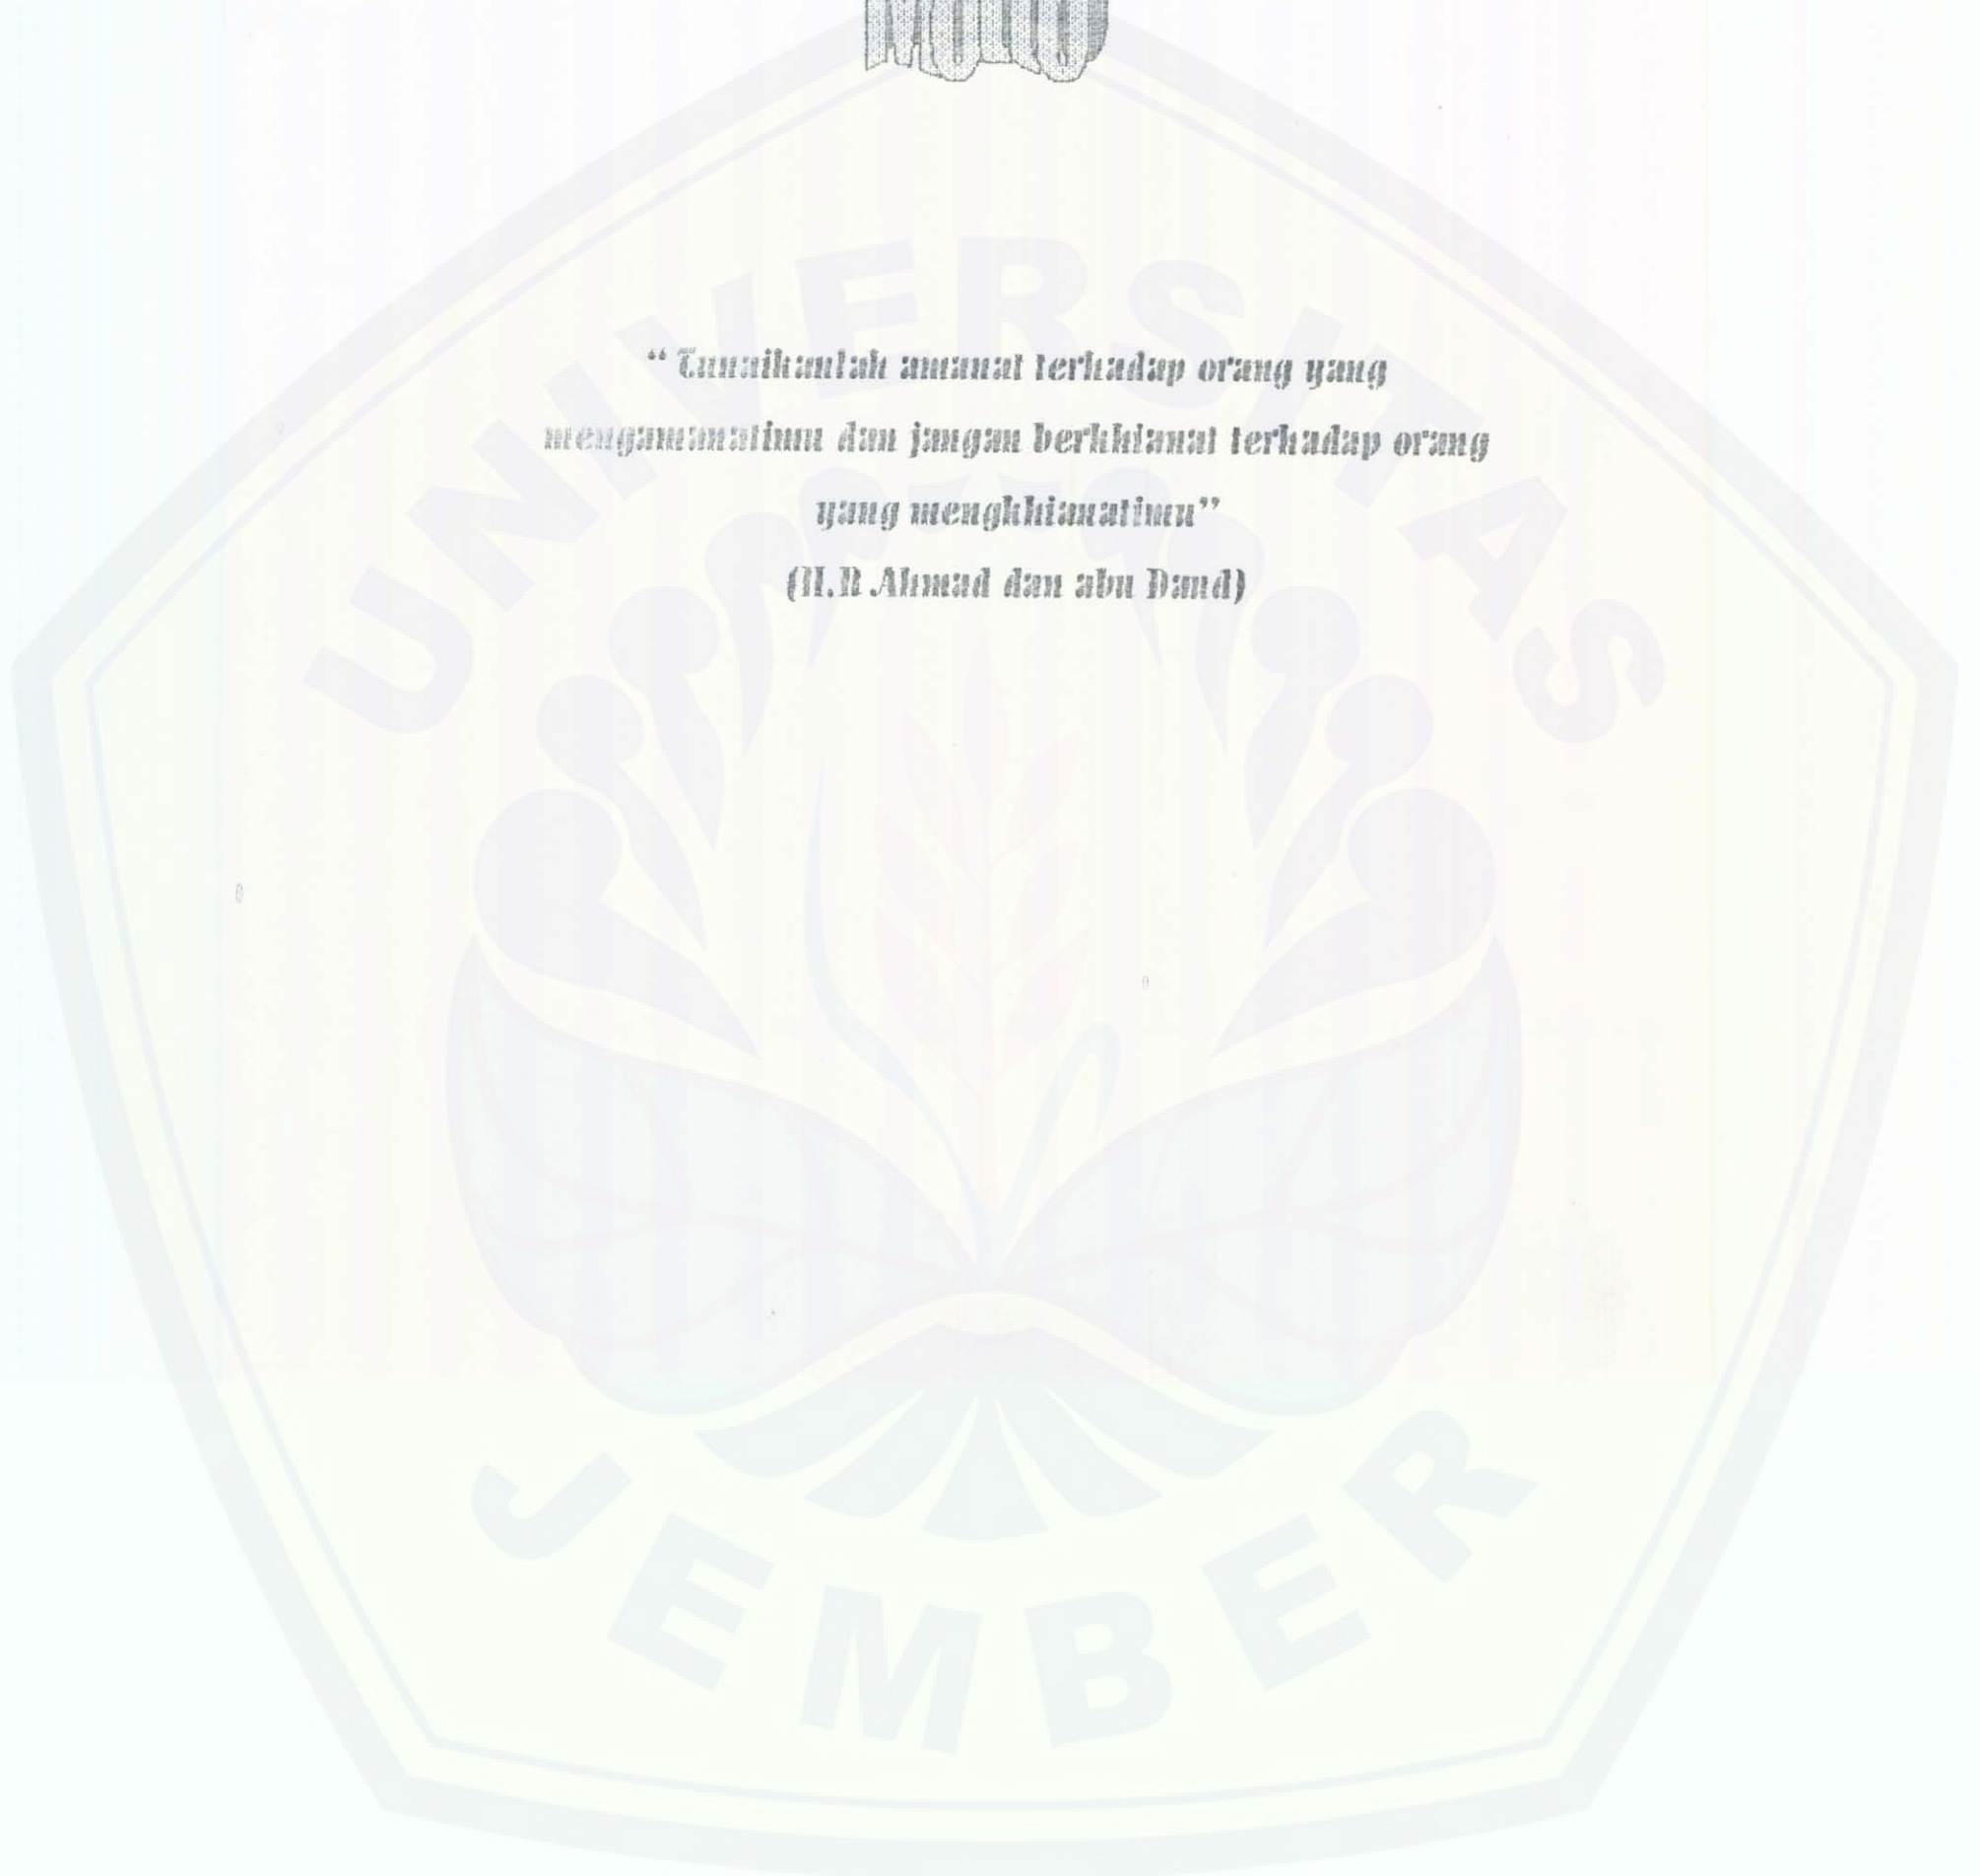 Motto
“ Tunaikanlah amanat terhadap orang yang
mengamanatimu dan jangan berkhianat terhadap orang
yang mengkhianatimu”
(H.R Ahmad dan abu Daud)
UNIVERSITAS
JEMBER